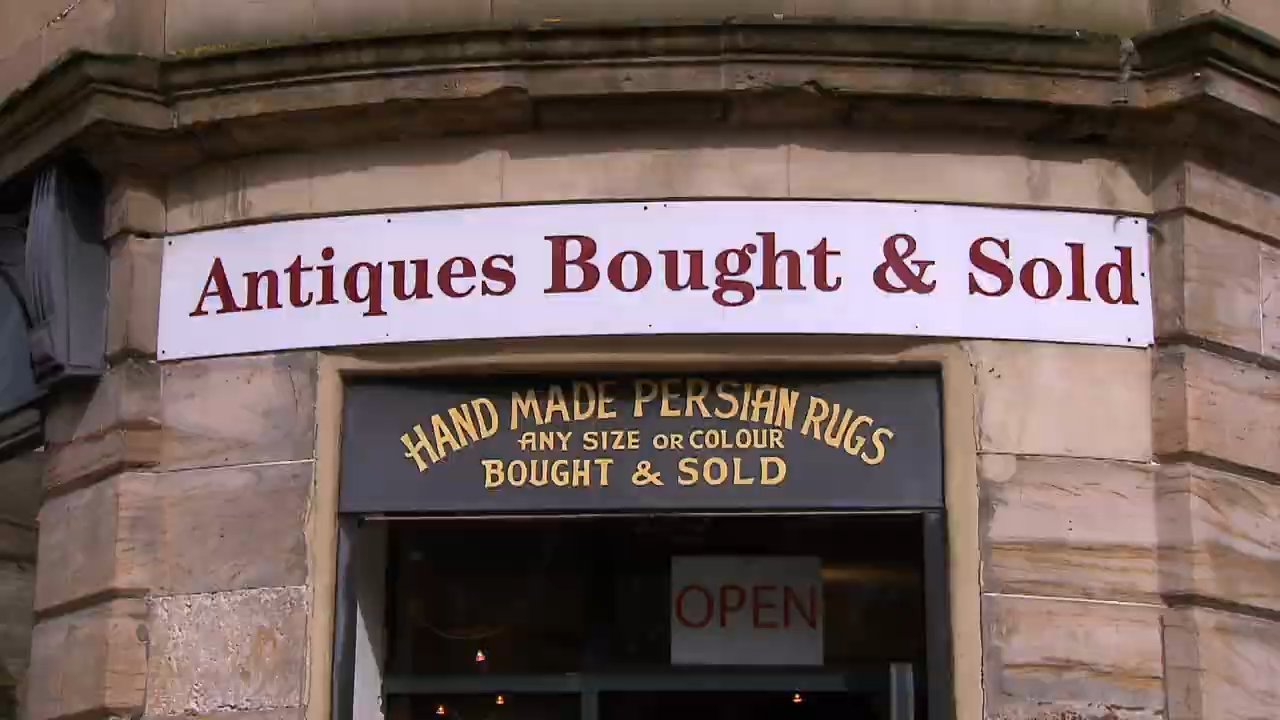 Antiques Bought & Sold
HAND MADE PERSIAN RUGS
ANY SIZE OR COLOUR
BOUGHT & SOLD
OPEN